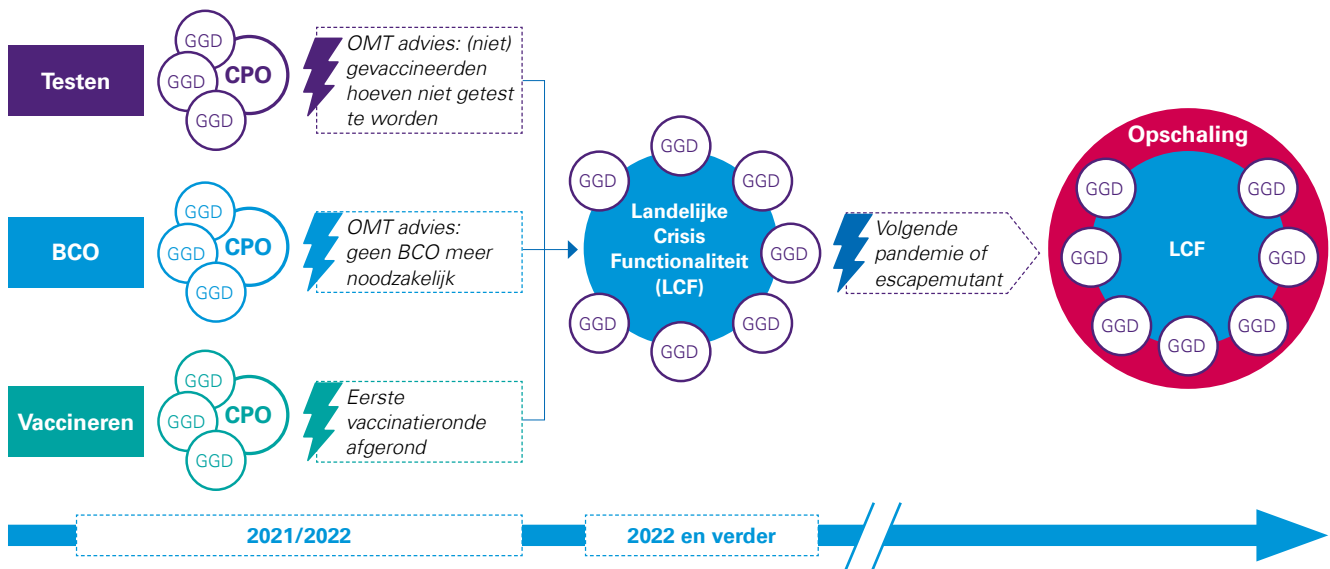 Testen
GGD
GGD
GGD
CPO
OMT advies: (niet)
gevaccineerden
hoeven niet getest
te worden
BCO
GGD
GGD
GGD
CPO
OMT advies:
geen BCO meer
noodzakelijk
Vaccineren
GGD
GGD
GGD
CPO
Eerste
vaccinatieronde
afgerond
GGD
GGD
GGD
GGD
GGD
GGD
GGD
Landelijke
Crisis
Functionaliteit
(LCF)
Volgende
pandemie of
escapemutant
Opschaling
GGD
GGD
GGD
GGD
LCF
GGD
GGD
GGD
2021/2022
2022 en verder